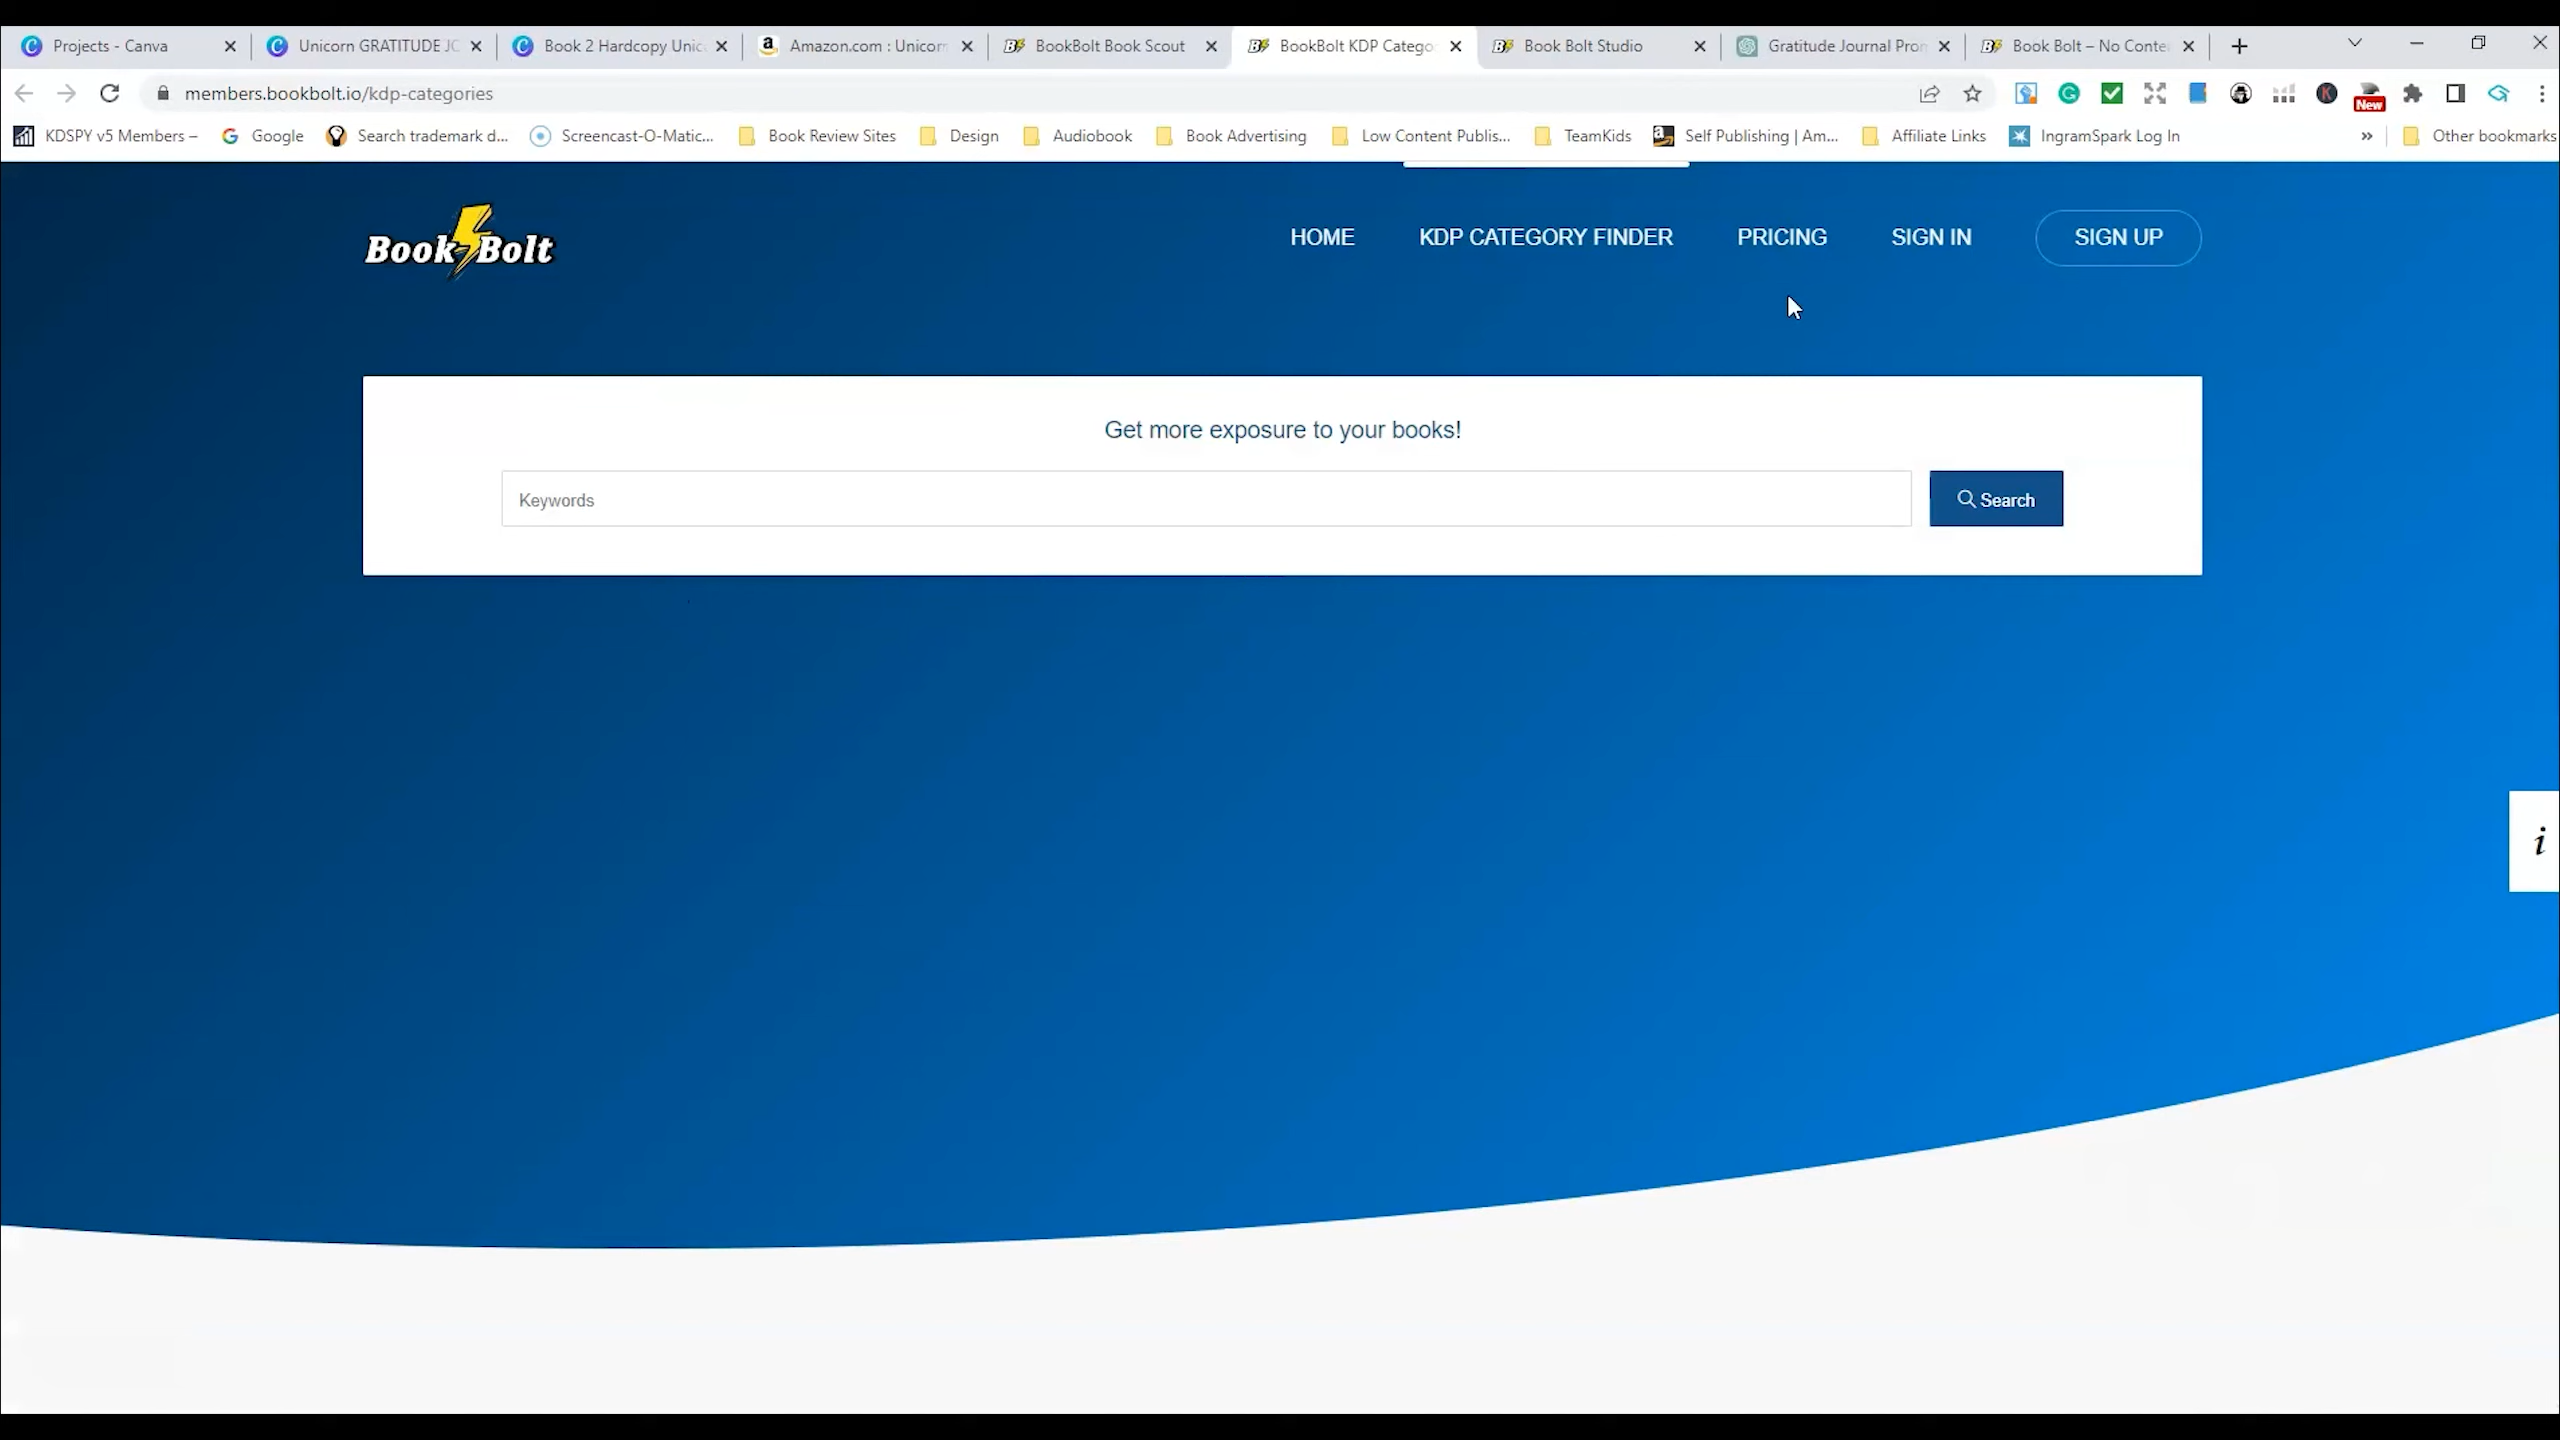 Projects - Canva
Unicorn GRATITUDE JC
Book 2 Hardcopy Unic
Amazon.com : Unicorn
BookBolt Book Scout
BookBolt KDP Catego
Book Bolt Studio
Gratitude Journal Pron
Book Bolt – No Conte
members.bookbolt.io/kdp-categories
New
KDSPY v5 Members –
Google
Search trademark d...
Screencast-O-Matic...
Book Review Sites
Design
Audiobook
Book Advertising
Low Content Publis...
TeamKids
Self Publishing | Am...
Affiliate Links
IngramSpark Log In
»
Other bookmarks
Book Bolt
HOME
KDP CATEGORY FINDER
PRICING
SIGN IN
SIGN UP
Get more exposure to your books!
Keywords
Search
i